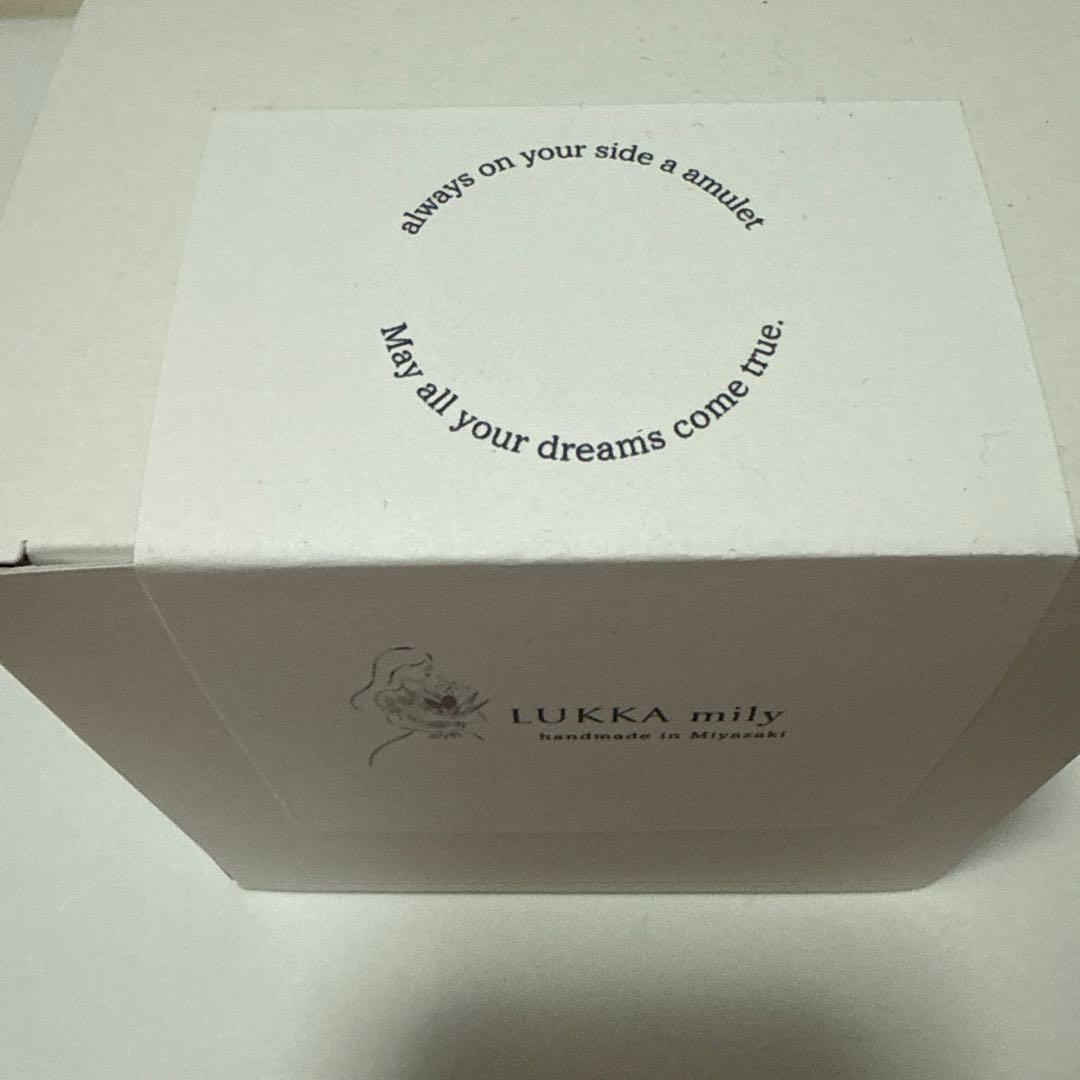 always on your side a amulet
May all your dreams come true.
LUKKA mily
handmade in Miyazaki